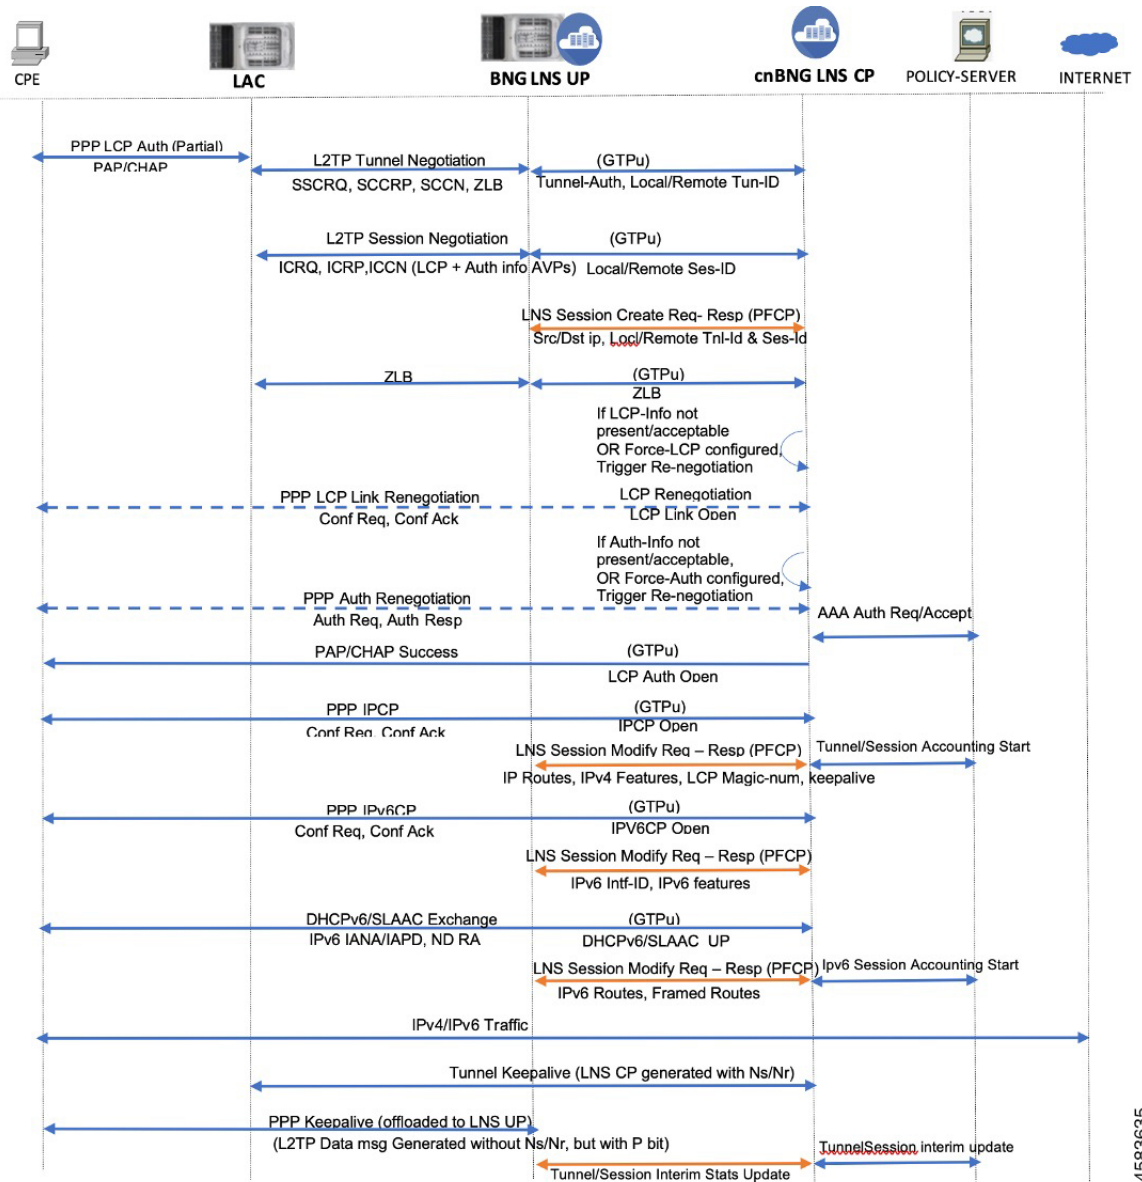 CPE
LAC
BNG LNS UP
cnBNG LNS CP
POLICY-SERVER
INTERNET
PPP LCP Auth (Partial)
PAP/CHAP
L2TP Tunnel Negotiation
(GTPu)
SSCRQ, SCCRP, SCCN, ZLB
Tunnel-Auth, Local/Remote Tun-ID
L2TP Session Negotiation
(GTPu)
ICRQ, ICRP,ICCN (LCP + Auth info AVPs)
Local/Remote Ses-ID
LNS Session Create Req- Resp (PFCP)
Src/Dst ip, Locl/Remote Tnl-Id & Ses-Id
ZLB
(GTPu)
ZLB
If LCP-Info not
present/acceptable
OR Force-LCP configured,
Trigger Re-negotiation
PPP LCP Link Renegotiation
LCP Renegotiation
Conf Req, Conf Ack
LCP Link Open
If Auth-Info not
present/acceptable,
OR Force-Auth configured,
Trigger Re-negotiation
PPP Auth Renegotiation
Auth Req, Auth Resp
AAA Auth Req/Accept
PAP/CHAP Success
(GTPu)
LCP Auth Open
PPP IPCP
(GTPu)
Conf Req, Conf Ack
IPCP Open
LNS Session Modify Req – Resp (PFCP)
Tunnel/Session Accounting Start
IP Routes, IPv4 Features, LCP Magic-num, keepalive
PPP IPv6CP
(GTPu)
Conf Req, Conf Ack
IPV6CP Open
LNS Session Modify Req – Resp (PFCP)
IPv6 Intf-ID, IPv6 features
DHCPv6/SLAAC Exchange
(GTPu)
IPv6 IANA/IAPD, ND RA
DHCPv6/SLAAC UP
LNS Session Modify Req – Resp (PFCP)
Ipv6 Session Accounting Start
IPv6 Routes, Framed Routes
IPv4/IPv6 Traffic
Tunnel Keepalive (LNS CP generated with Ns/Nr)
PPP Keepalive (offloaded to LNS UP)
(L2TP Data msg Generated without Ns/Nr, but with P bit)
TunnelSession interim update
Tunnel/Session Interim Stats Update
4583635